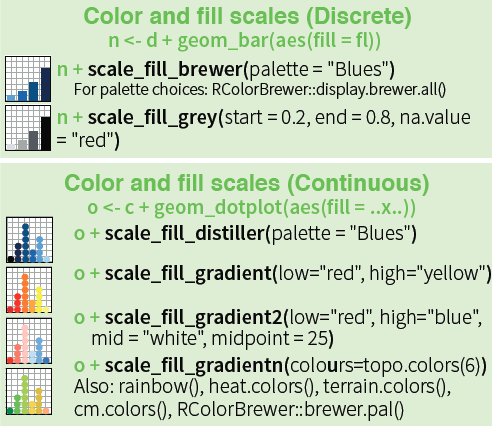 Color and fill scales (Discrete)
n <- d + geom_bar(aes(fill = fl))
n + scale_fill_brewer(palette = "Blues")
For palette choices: RColorBrewer::display.brewer.all()
n + scale_fill_grey(start = 0.2, end = 0.8, na.value
= "red")
Color and fill scales (Continuous)
o <- c + geom_dotplot(aes(fill = ..x..))
o + scale_fill_distiller(palette = "Blues")
o + scale_fill_gradient(low="red", high="yellow")
o + scale_fill_gradient2(low="red", high="blue",
mid = "white", midpoint = 25)
o + scale_fill_gradientn(colours=topo.colors(6))
Also: rainbow(), heat.colors(), terrain.colors(),
cm.colors(), RColorBrewer::brewer.pal()